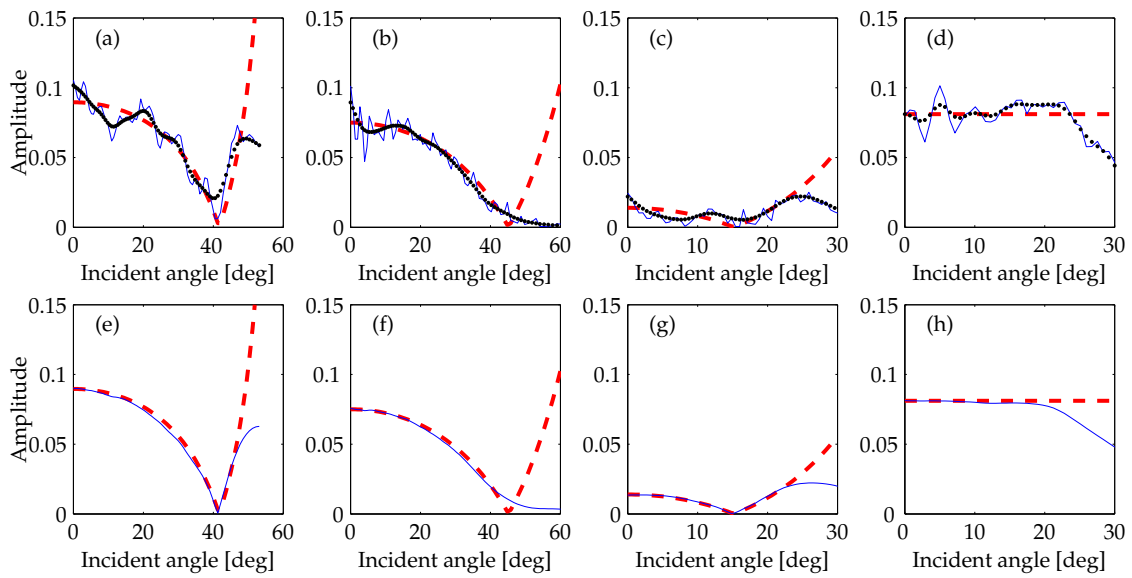 0.15 0.15 0.15 0.15
(a) (b) (c) (d)
0.1 0.1 0.1 0.1
Amplitude
0.05 0.05 0.05 0.05
0 0 0 0
0 20 40 60 0 20 40 60 0 10 20 30 0 10 20 30
Incident angle [deg] Incident angle [deg] Incident angle [deg] Incident angle [deg]
0.15 0.15 0.15 0.15
(e) (f) (g) (h)
0.1 0.1 0.1 0.1
Amplitude
0.05 0.05 0.05 0.05
0 0 0 0
0 20 40 60 0 20 40 60 0 10 20 30 0 10 20 30
Incident angle [deg] Incident angle [deg] Incident angle [deg] Incident angle [deg]